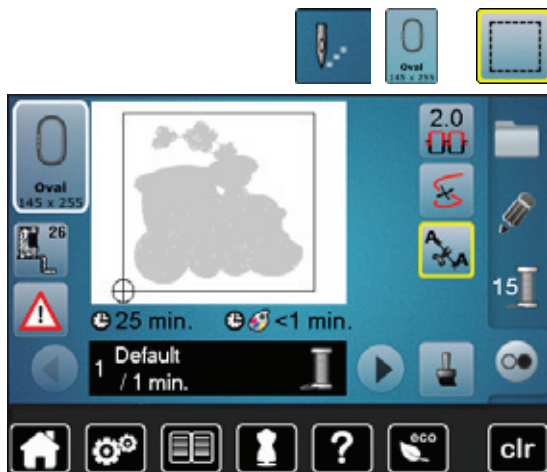 Oval
145 x 255
2.0
Oval
145 x 255
26
A
A
15
25 min.
<1 min.
1 Default
/ 1 min.
?
eco
clr